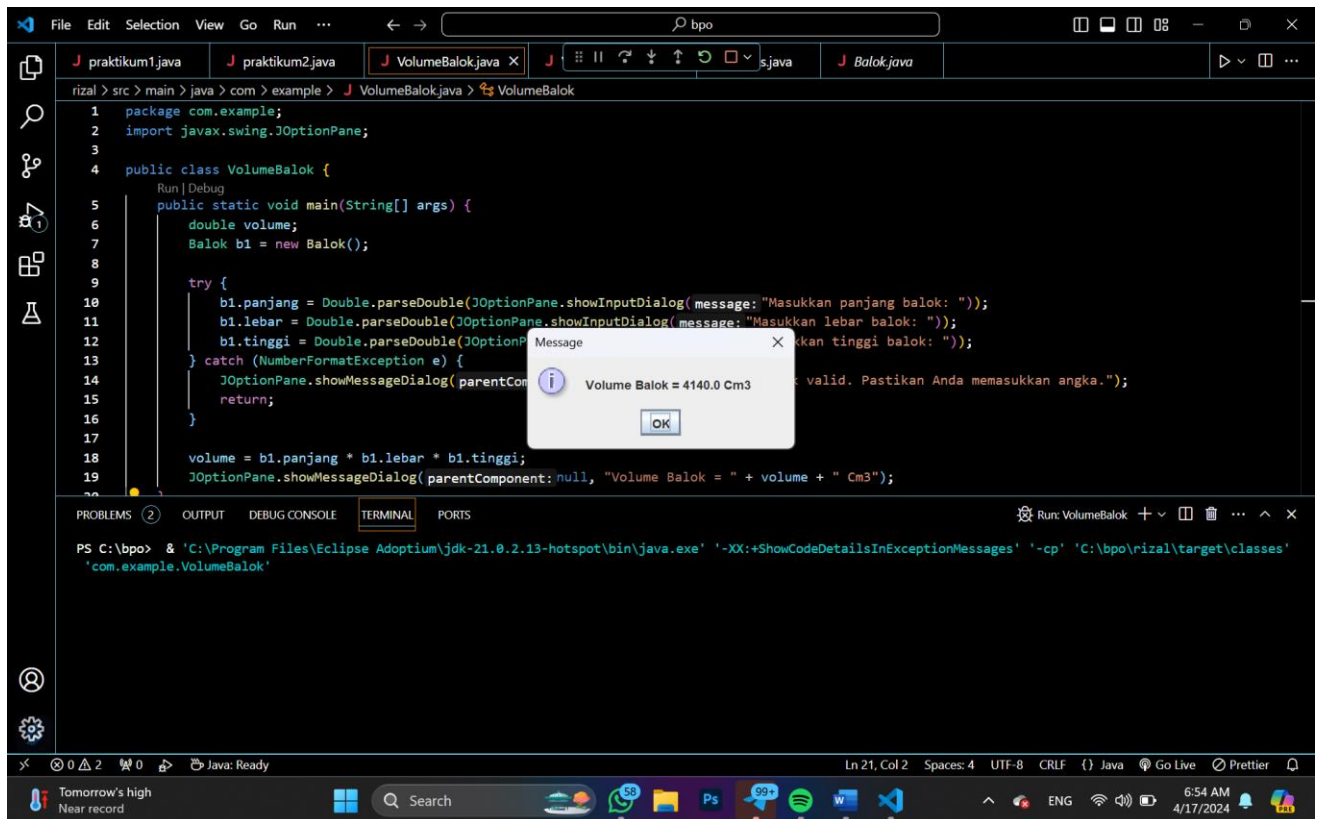 File Edit Selection View Go Run ··· bpo
praktikum1.java praktikum2.java VolumeBalok.java s.java Balok.java
rizal > src > main > java > com > example > VolumeBalok.java > VolumeBalok
1 package com.example;
2 import javax.swing.JOptionPane;
3
4 public class VolumeBalok {
Run | Debug
5 public static void main(String[] args) {
6 double volume;
7 Balok b1 = new Balok();
8
9 try {
10 b1.panjang = Double.parseDouble(JOptionPane.showInputDialog(message:"Masukkan panjang balok: "));
11 b1.lebar = Double.parseDouble(JOptionPane.showInputDialog(message:"Masukkan lebar balok: "));
12 b1.tinggi = Double.parseDouble(JOptionP kkan tinggi balok: "));
13 } catch (NumberFormatException e) {
14 JOptionPane.showMessageDialog(parentCom valid. Pastikan Anda memasukkan angka.");
15 return;
16 }
17
18 volume = b1.panjang * b1.lebar * b1.tinggi;
19 JOptionPane.showMessageDialog(parentComponent:null, "Volume Balok = " + volume + " Cm3");
Message
Volume Balok = 4140.0 Cm3
OK
PROBLEMS 2 OUTPUT DEBUG CONSOLE TERMINAL PORTS Run: VolumeBalok
PS C:\bpo> & 'C:\Program Files\Eclipse Adoptium\jdk-21.0.2.13-hotspot\bin\java.exe' '-XX:+ShowCodeDetailsInExceptionMessages' '-cp' 'C:\bpo\rizal\target\classes'
'com.example.VolumeBalok'
0 2 0 Java: Ready Ln 21, Col 2 Spaces: 4 UTF-8 CRLF {} Java Go Live Prettier
Tomorrow's high
Near record
Search 58 Ps 99+ ENG
6:54 AM
4/17/2024
PRE